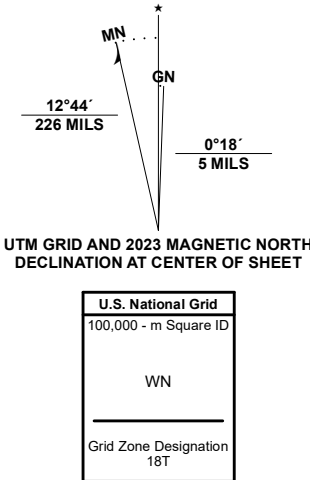 ★
MN
GN
12°44´
226 MILS
0°18´
5 MILS
UTM GRID AND 2023 MAGNETIC NORTH
DECLINATION AT CENTER OF SHEET
U.S. National Grid
100,000 - m Square ID
WN
Grid Zone Designation
18T